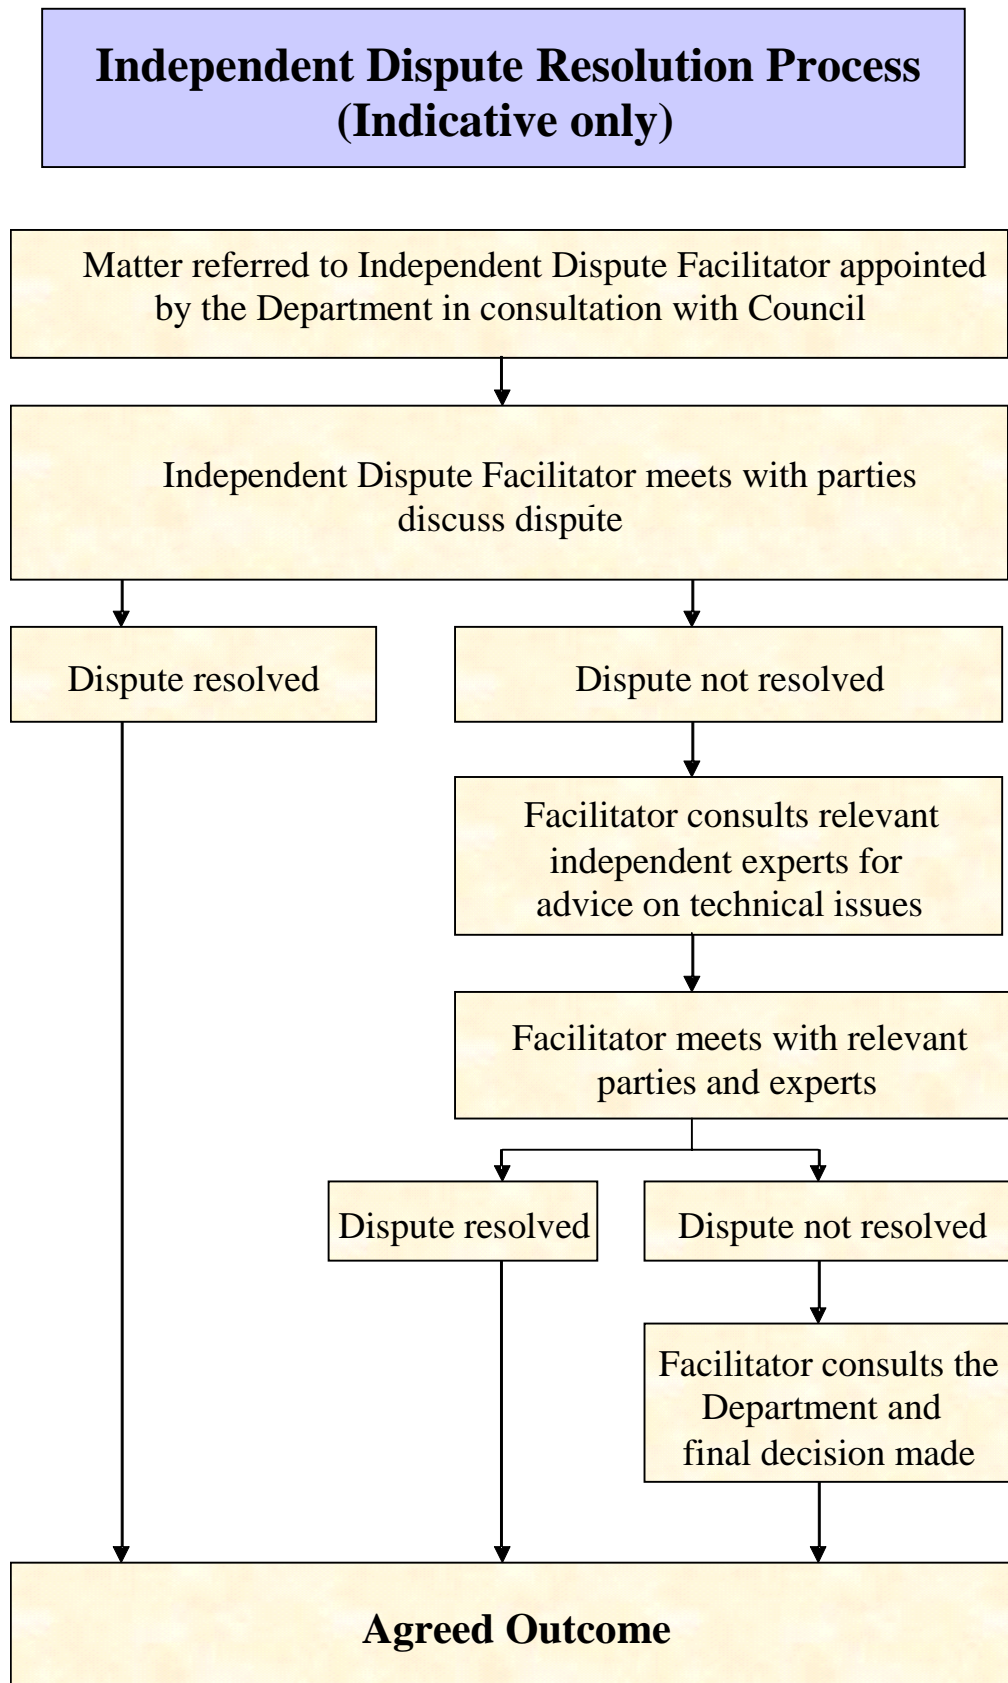 Independent Dispute Resolution Process
(Indicative only)
Matter referred to Independent Dispute Facilitator appointed
by the Department in consultation with Council
Independent Dispute Facilitator meets with parties
discuss dispute
Dispute resolved
Dispute not resolved
Facilitator consults relevant
independent experts for
advice on technical issues
Facilitator meets with relevant
parties and experts
Dispute resolved
Dispute not resolved
Facilitator consults the
Department and
final decision made
Agreed Outcome